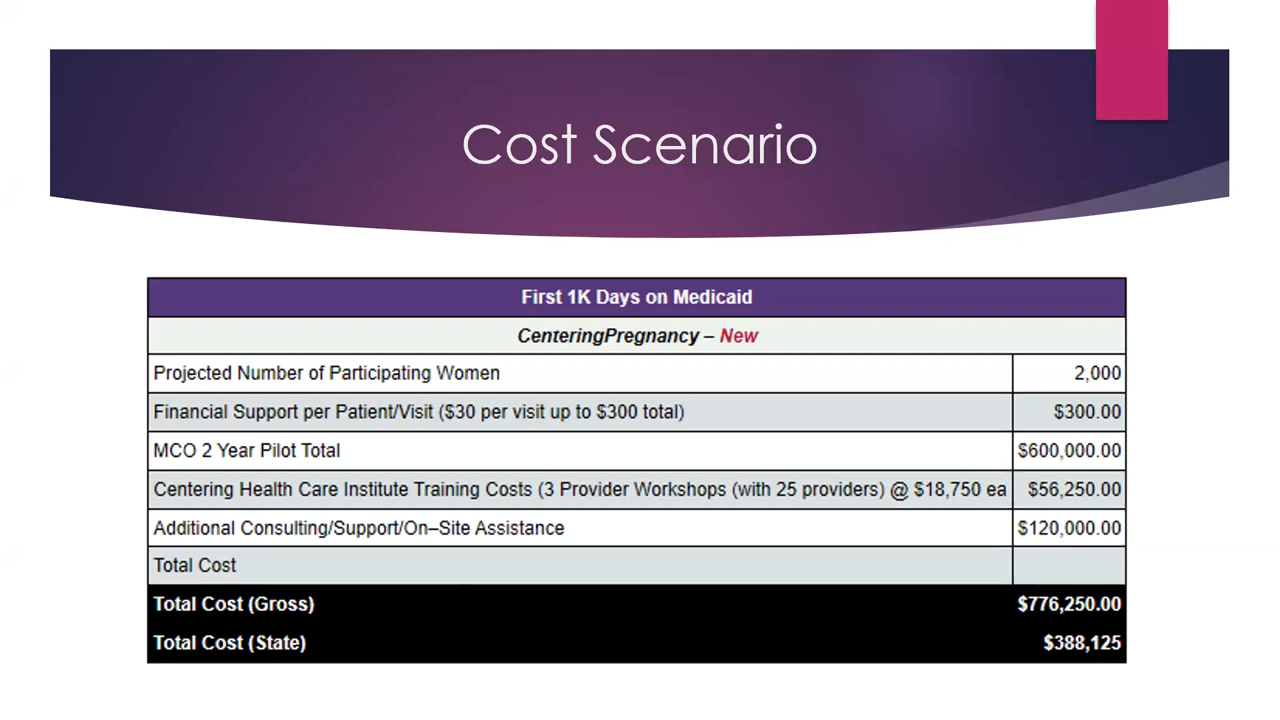 Cost Scenario
First 1K Days on Medicaid
CenteringPregnancy – New
Projected Number of Participating Women 2,000
Financial Support per Patient/Visit ($30 per visit up to $300 total) $300.00
MCO 2 Year Pilot Total $600,000.00
Centering Health Care Institute Training Costs (3 Provider Workshops (with 25 providers) @ $18,750 ea $56,250.00
Additional Consulting/Support/On–Site Assistance $120,000.00
Total Cost
Total Cost (Gross) $776,250.00
Total Cost (State) $388,125